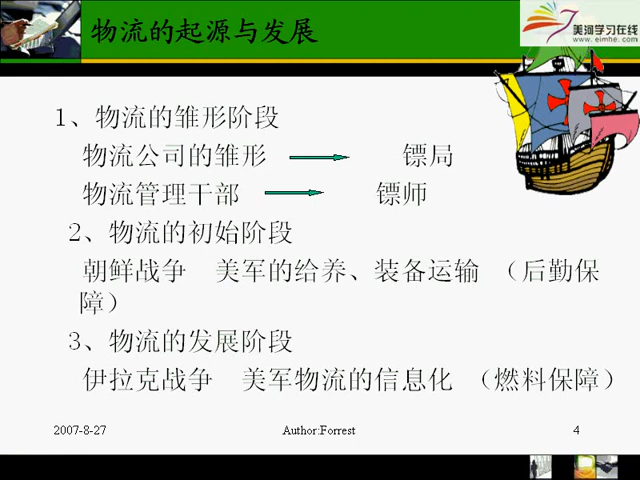 物流的起源与发展
美河学习在线
www.eimhe.com
1、物流的雏形阶段
物流公司的雏形 镖局
物流管理干部 镖师
2、物流的初始阶段
朝鲜战争 美军的给养、装备运输 （后勤保
障）
3、物流的发展阶段
伊拉克战争 美军物流的信息化 （燃料保障）
2007-8-27 Author:Forrest 4